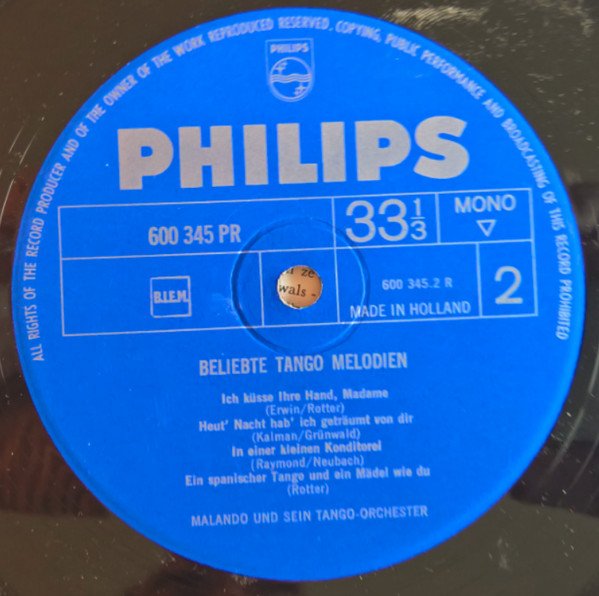 ALL RIGHTS OF THE RECORD PRODUCER AND OF THE OWNER OF THE WORK REPRODUCED RESERVED. COPYING, PUBLIC PERFORMANCE AND BROADCASTING OF THIS RECORD PROHIBITED
PHILIPS
PHILIPS
600 345 PR
33 1/3
MONO
B.I.E.M.
600 345.2 R
MADE IN HOLLAND
2
ze
wals -
BELIEBTE TANGO MELODIEN
Ich küsse Ihre Hand, Madame
(Erwin/Rotter)
Heut' Nacht hab' ich geträumt von dir
(Kalman/Grünwald)
In einer kleinen Konditorei
(Raymond/Neubach)
Ein spanischer Tango und ein Mädel wie du
(Rotter)
MALANDO UND SEIN TANGO-ORCHESTER